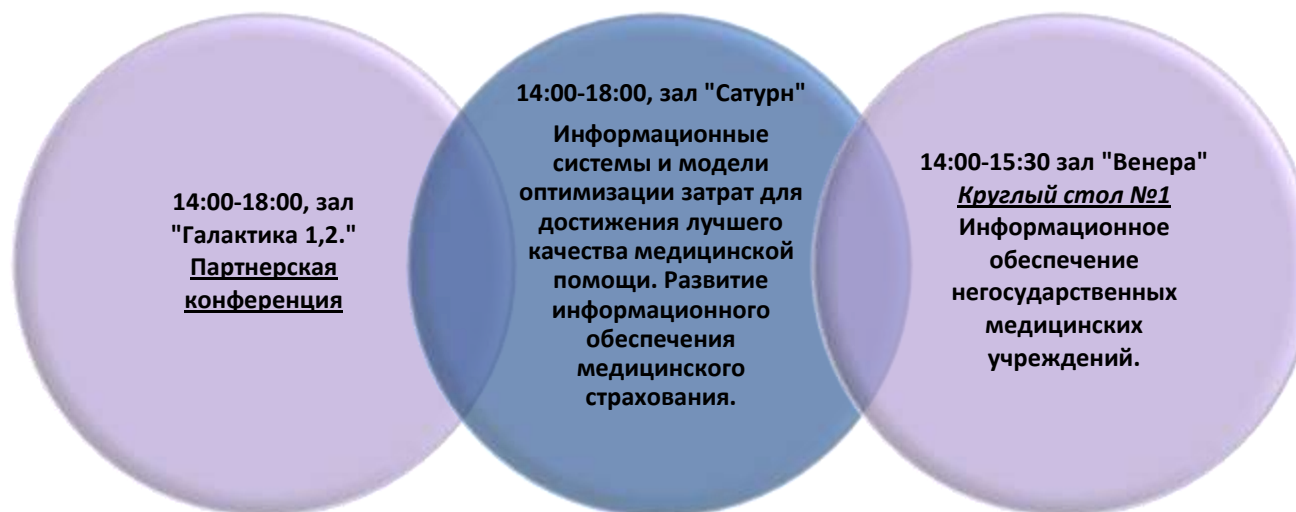 14:00-18:00, зал
"Галактика 1,2."
Партнерская
конференция
14:00-18:00, зал "Сатурн"
Информационные
системы и модели
оптимизации затрат для
достижения лучшего
качества медицинской
помощи. Развитие
информационного
обеспечения
медицинского
страхования.
14:00-15:30 зал "Венера"
Круглый стол №1
Информационное
обеспечение
негосударственных
медицинских
учреждений.